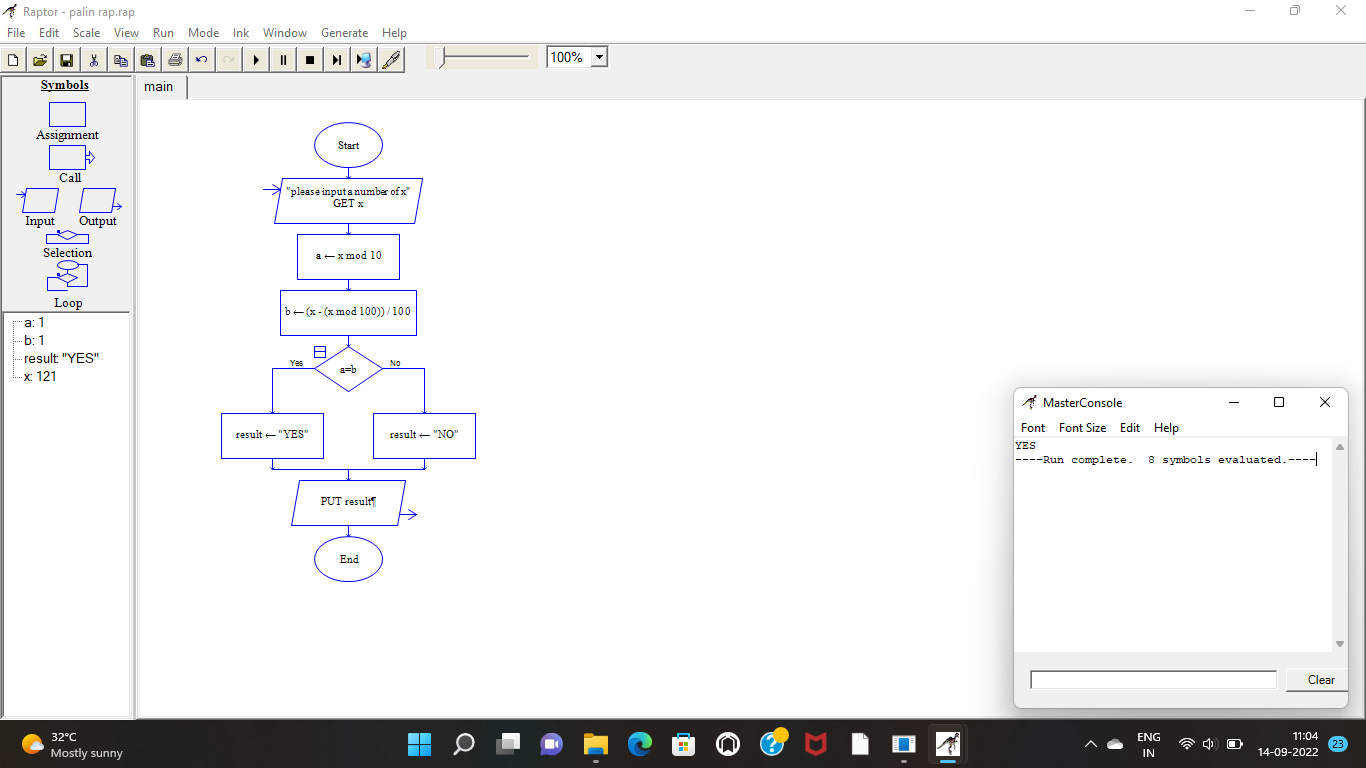 Raptor - palin rap.rap
File Edit Scale View Run Mode Ink Window Generate Help
100%
Symbols
main
Assignment
Call
Input Output
Selection
Loop
a: 1
b: 1
result: "YES"
x: 121
Start
"please input a number of x"
GET x
a ← x mod 10
b ← (x - (x mod 100)) / 100
Yes No
a=b
result ← "YES" result ← "NO"
PUT result¶
End
MasterConsole
Font Font Size Edit Help
YES
----Run complete.  8 symbols evaluated.----
Clear
32°C
Mostly sunny
ENG
IN
11:04
14-09-2022
23